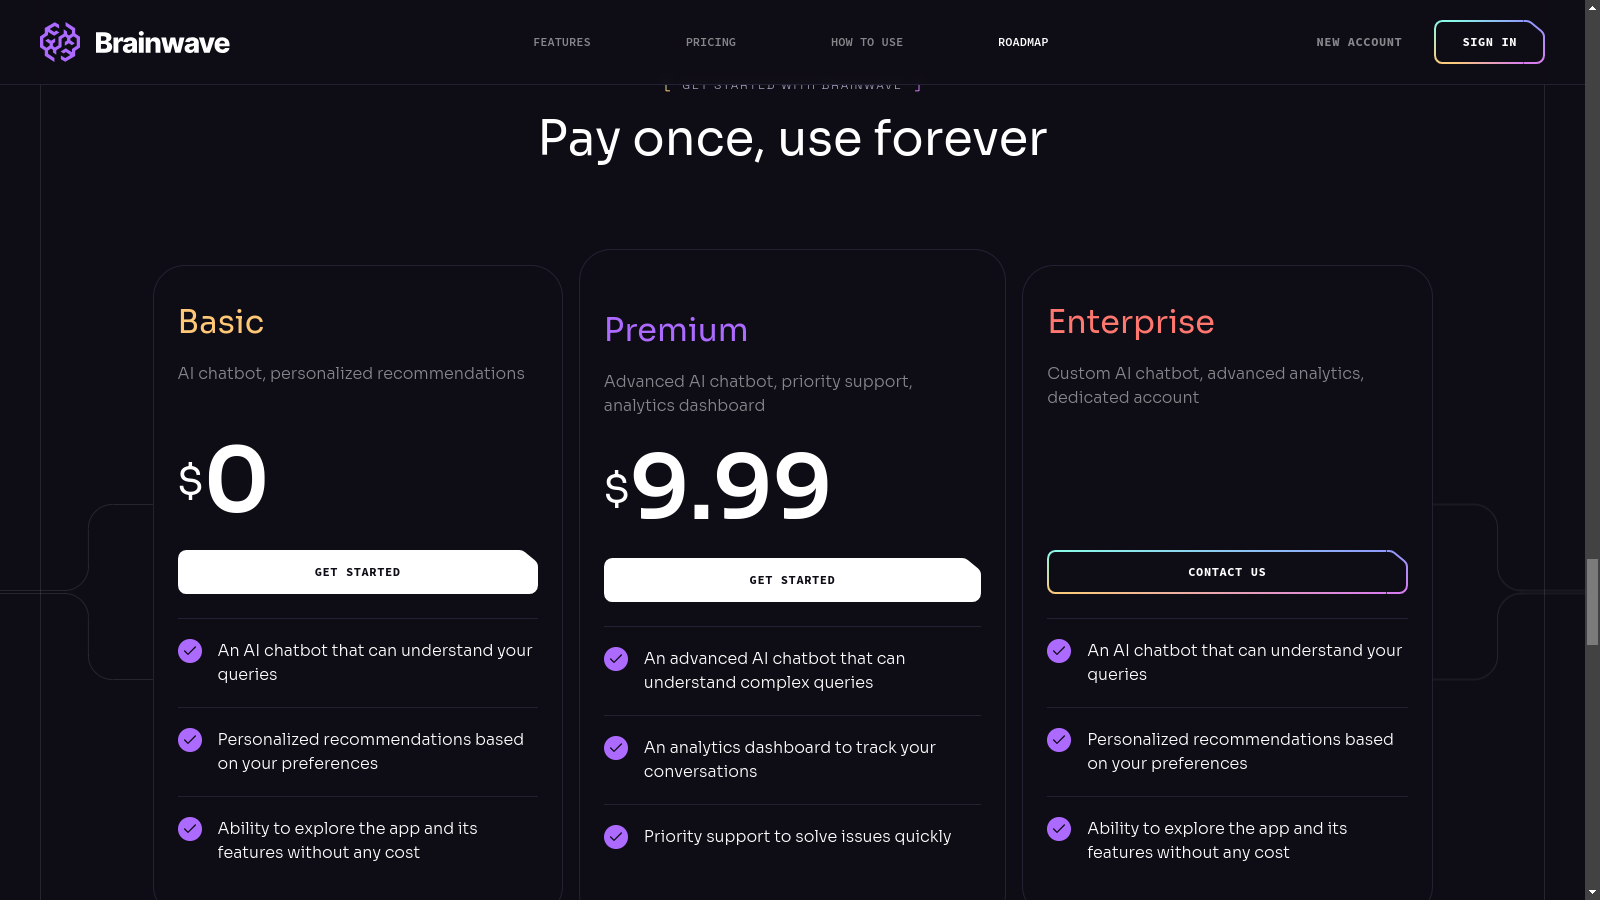 Brainwave
FEATURES
PRICING
HOW TO USE
ROADMAP
NEW ACCOUNT
SIGN IN
GET STARTED WITH BRAINWAVE
Pay once, use forever
Basic
AI chatbot, personalized recommendations
$0
GET STARTED
An AI chatbot that can understand your
queries
Personalized recommendations based
on your preferences
Ability to explore the app and its
features without any cost
Premium
Advanced AI chatbot, priority support,
analytics dashboard
$9.99
GET STARTED
An advanced AI chatbot that can
understand complex queries
An analytics dashboard to track your
conversations
Priority support to solve issues quickly
Enterprise
Custom AI chatbot, advanced analytics,
dedicated account
CONTACT US
An AI chatbot that can understand your
queries
Personalized recommendations based
on your preferences
Ability to explore the app and its
features without any cost